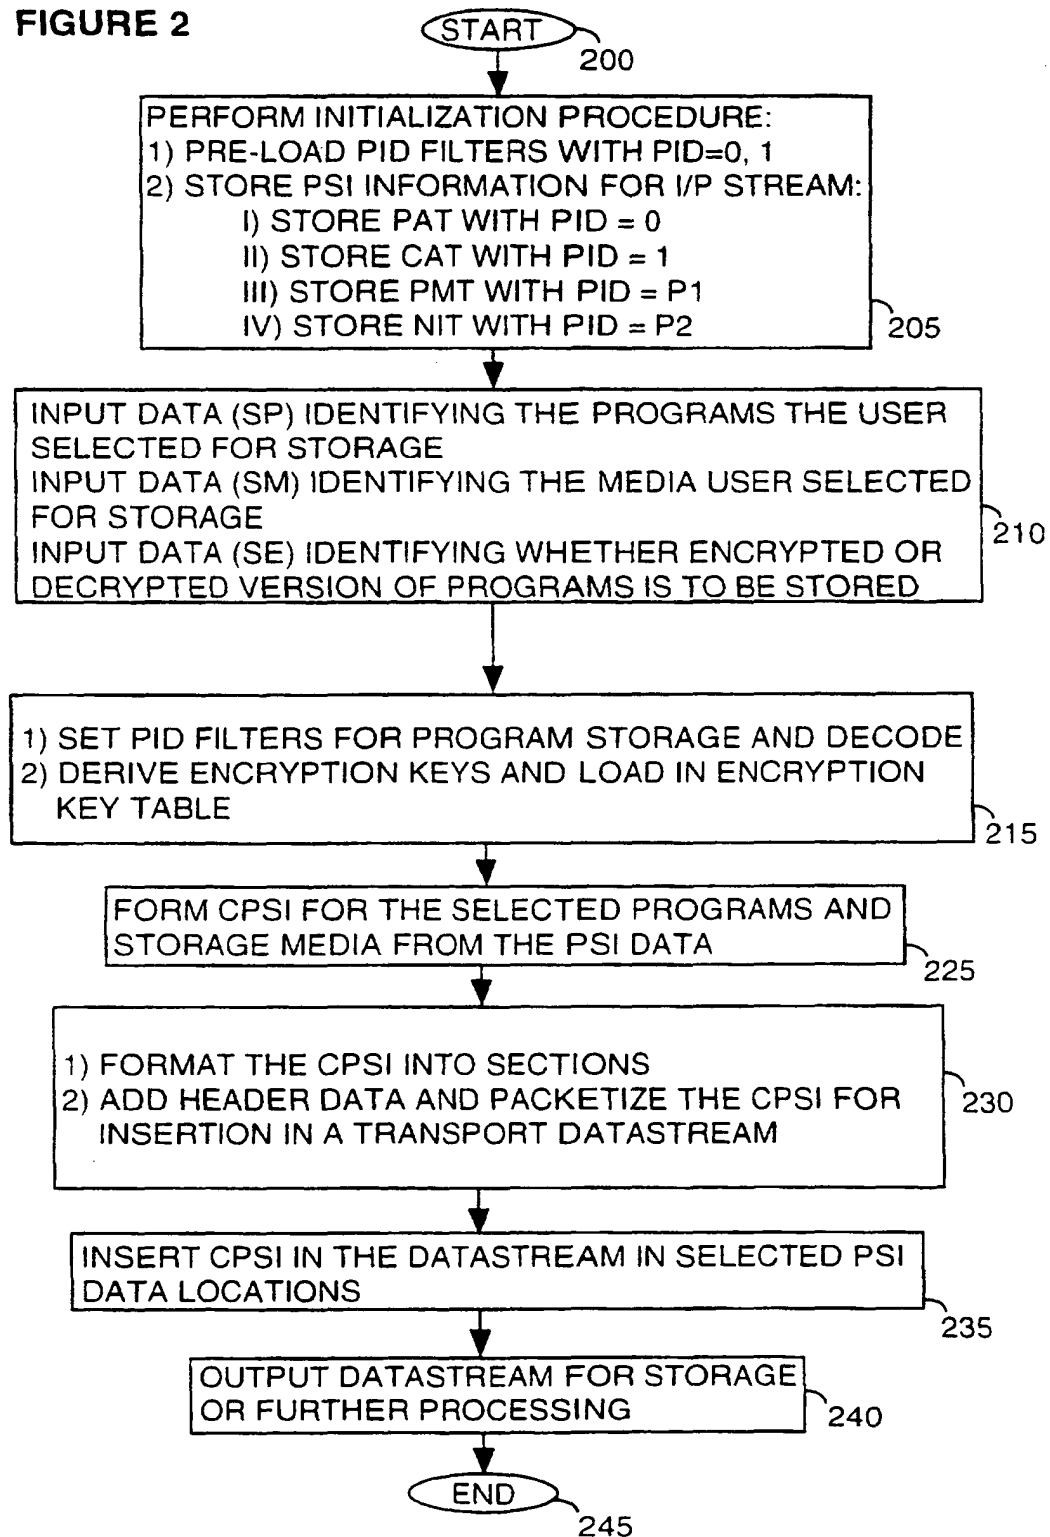 FIGURE 2
START
200
PERFORM INITIALIZATION PROCEDURE:
1) PRE-LOAD PID FILTERS WITH PID=0, 1
2) STORE PSI INFORMATION FOR I/P STREAM:
I) STORE PAT WITH PID = 0
II) STORE CAT WITH PID = 1
III) STORE PMT WITH PID = P1
IV) STORE NIT WITH PID = P2
205
INPUT DATA (SP) IDENTIFYING THE PROGRAMS THE USER
SELECTED FOR STORAGE
INPUT DATA (SM) IDENTIFYING THE MEDIA USER SELECTED
FOR STORAGE
INPUT DATA (SE) IDENTIFYING WHETHER ENCRYPTED OR
DECRYPTED VERSION OF PROGRAMS IS TO BE STORED
210
1) SET PID FILTERS FOR PROGRAM STORAGE AND DECODE
2) DERIVE ENCRYPTION KEYS AND LOAD IN ENCRYPTION
KEY TABLE
215
FORM CPSI FOR THE SELECTED PROGRAMS AND
STORAGE MEDIA FROM THE PSI DATA
225
1) FORMAT THE CPSI INTO SECTIONS
2) ADD HEADER DATA AND PACKETIZE THE CPSI FOR
INSERTION IN A TRANSPORT DATASTREAM
230
INSERT CPSI IN THE DATASTREAM IN SELECTED PSI
DATA LOCATIONS
235
OUTPUT DATASTREAM FOR STORAGE
OR FURTHER PROCESSING
240
END
245